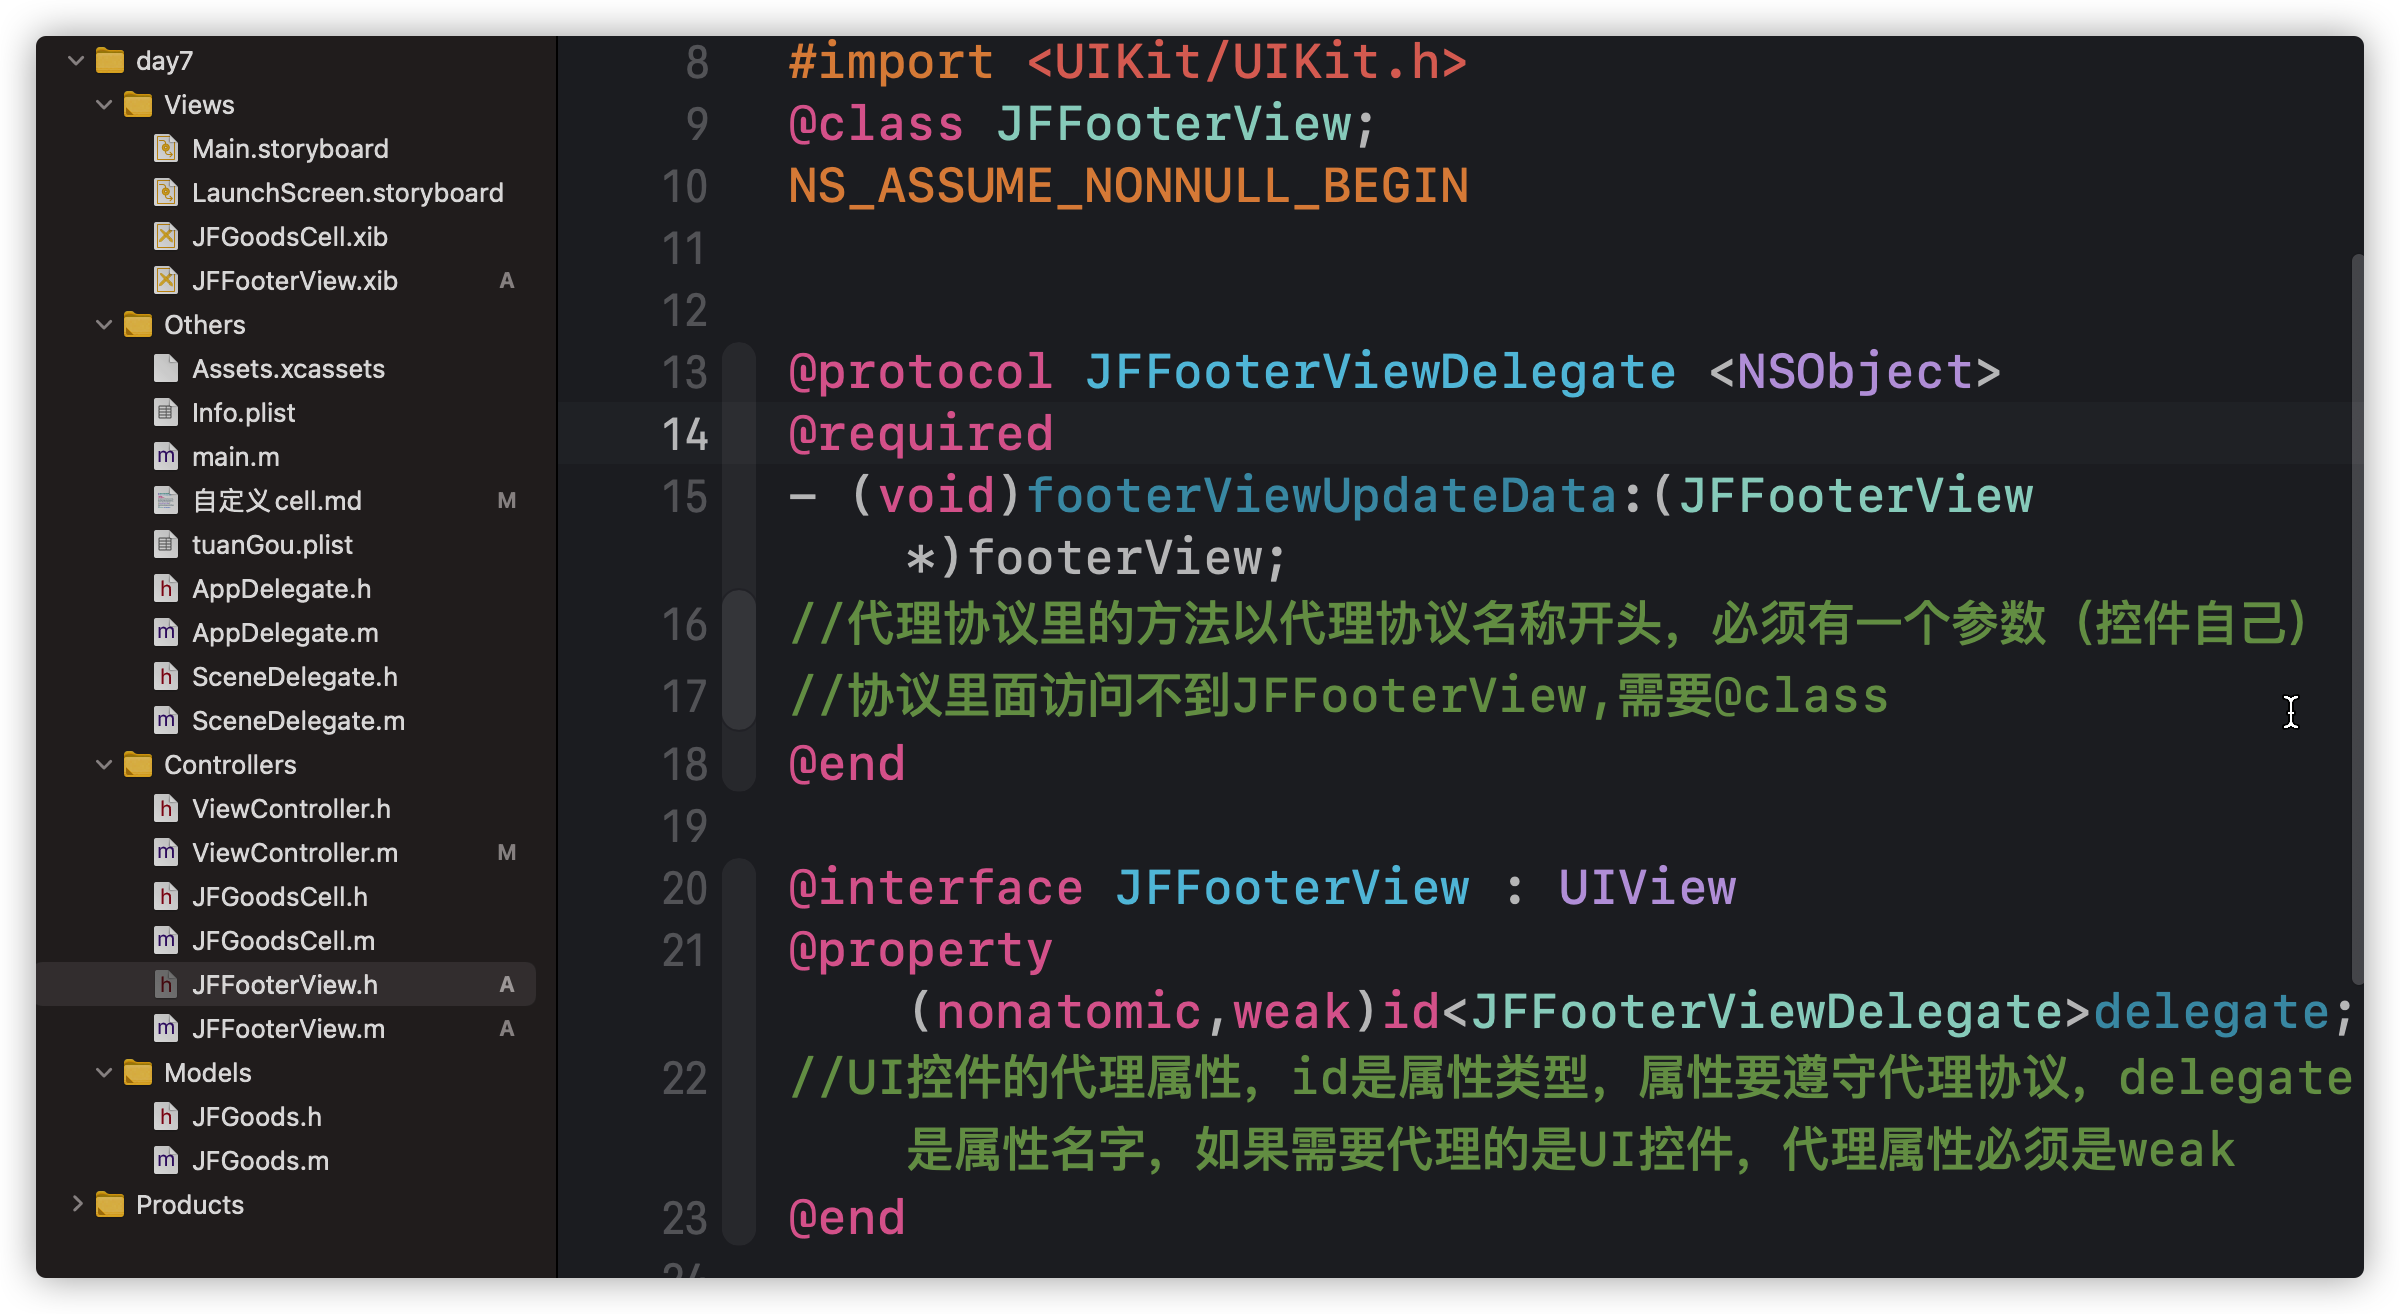 day7
Views
Main.storyboard
LaunchScreen.storyboard
JFGoodsCell.xib
JFFooterView.xib A
Others
Assets.xcassets
Info.plist
main.m
自定义cell.md M
tuanGou.plist
AppDelegate.h
AppDelegate.m
SceneDelegate.h
SceneDelegate.m
Controllers
ViewController.h
ViewController.m M
JFGoodsCell.h
JFGoodsCell.m
JFFooterView.h A
JFFooterView.m A
Models
JFGoods.h
JFGoods.m
Products
8 #import <UIKit/UIKit.h>
9 @class JFFooterView;
10 NS_ASSUME_NONNULL_BEGIN
11
12
13 @protocol JFFooterViewDelegate <NSObject>
14 @required
15 - (void)footerViewUpdateData:(JFFooterView
*)footerView;
16 //代理协议里的方法以代理协议名称开头，必须有一个参数（控件自己）
17 //协议里面访问不到JFFooterView,需要@class
18 @end
19
20 @interface JFFooterView : UIView
21 @property
(nonatomic,weak)id<JFFooterViewDelegate>delegate;
22 //UI控件的代理属性，id是属性类型，属性要遵守代理协议，delegate
是属性名字，如果需要代理的是UI控件，代理属性必须是weak
23 @end
24